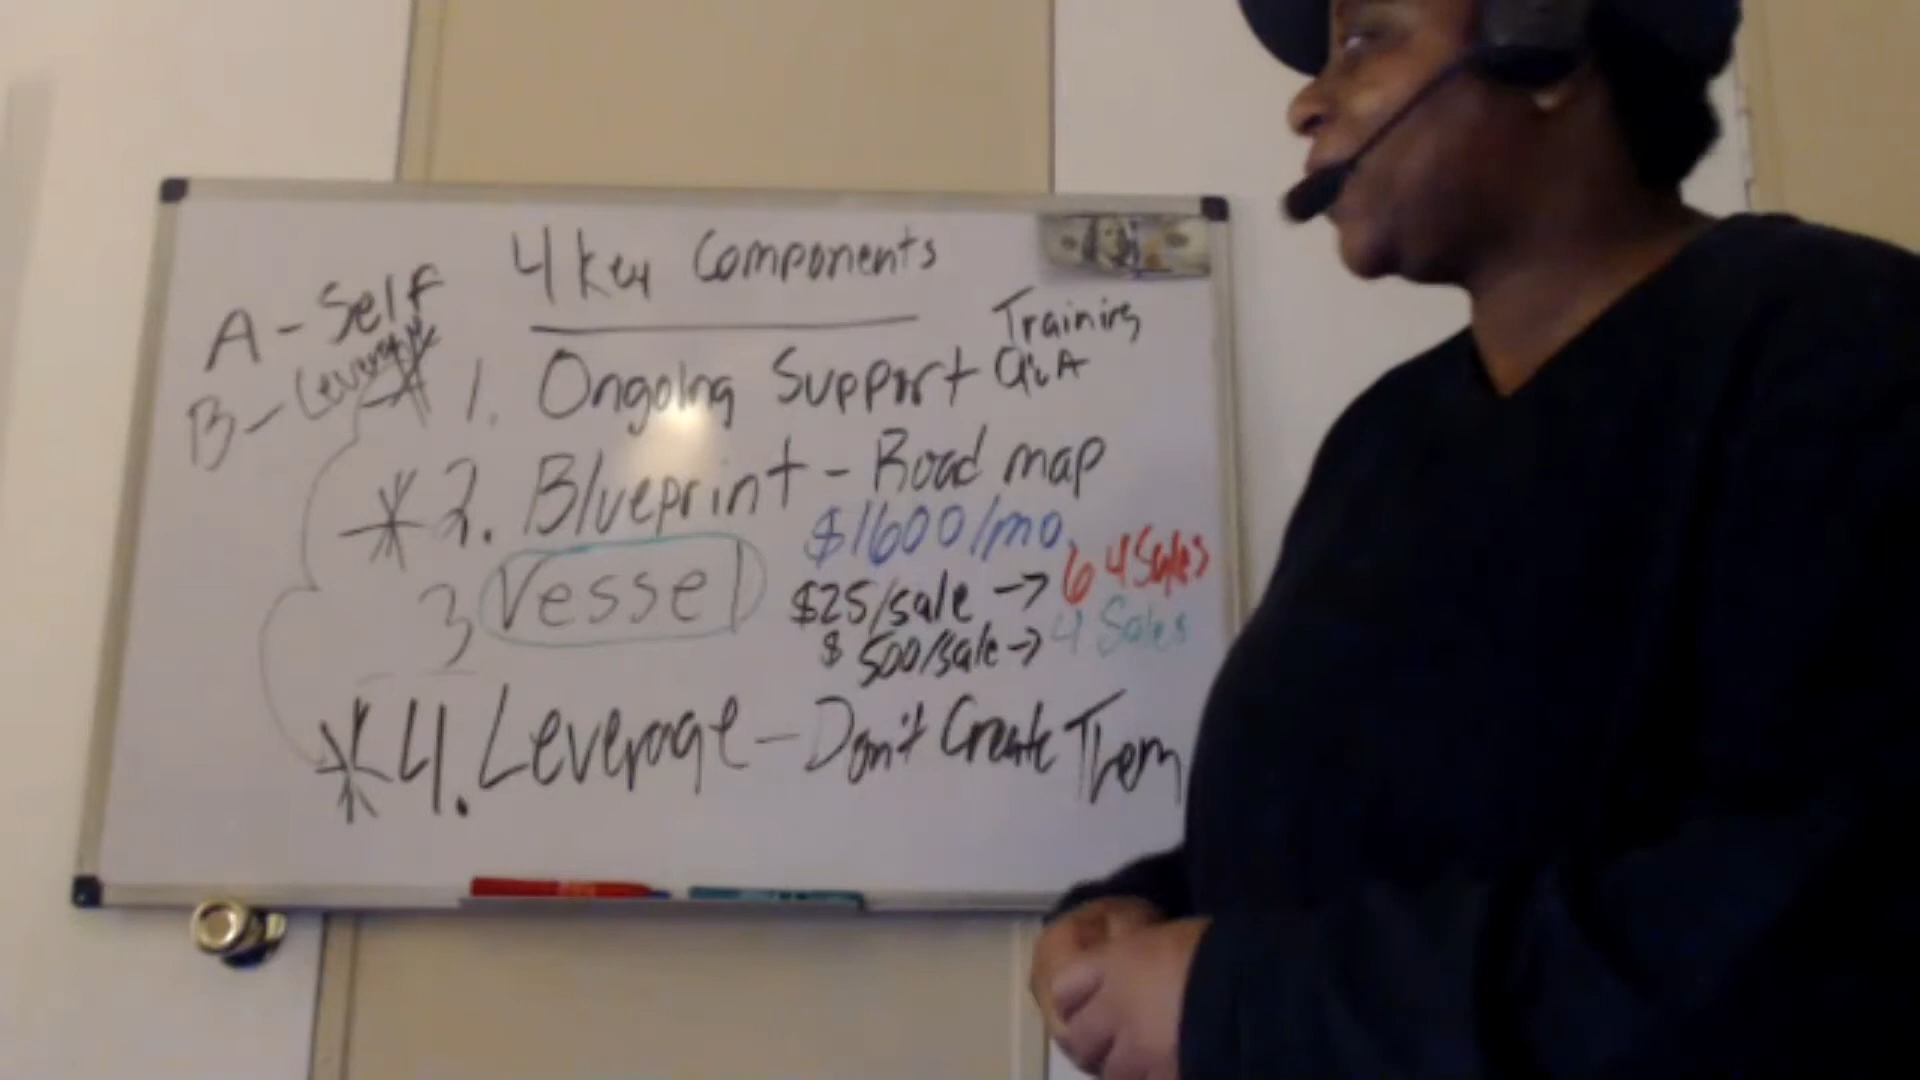 4 Key Components
A - Self
B - Leverage
Training
1. Ongoing Support Q&A
2. Blueprint - Road map
$1600/mo.
3 Vessel
$25/sale → 64 Sales
$500/sale → 4 Sales
4. Leverage - Don't Create Them